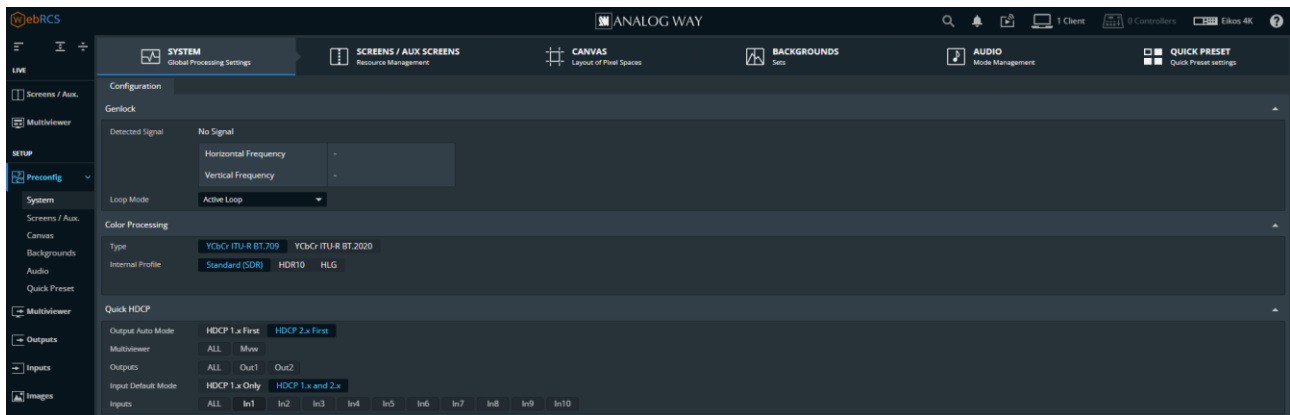 WebRCS
ANALOG WAY
1 Client
0 Controllers
Eikos 4K
SYSTEM
Global Processing Settings
SCREENS / AUX SCREENS
Resource Management
CANVAS
Layout of Pixel Spaces
BACKGROUNDS
Sets
AUDIO
Mode Management
QUICK PRESET
Quick Preset settings
LIVE
Screens / Aux.
Multiviewer
SETUP
Preconfig
System
Screens / Aux.
Canvas
Backgrounds
Audio
Quick Preset
Multiviewer
Outputs
Inputs
Images
Configuration
Genlock
Detected Signal No Signal
Horizontal Frequency -
Vertical Frequency -
Loop Mode Active Loop
Color Processing
Type YCbCr ITU-R BT.709 YCbCr ITU-R BT.2020
Internal Profile Standard (SDR) HDR10 HLG
Quick HDCP
Output Auto Mode HDCP 1.x First HDCP 2.x First
Multiviewer ALL Mvw
Outputs ALL Out1 Out2
Input Default Mode HDCP 1.x Only HDCP 1.x and 2.x
Inputs ALL In1 In2 In3 In4 In5 In6 In7 In8 In9 In10